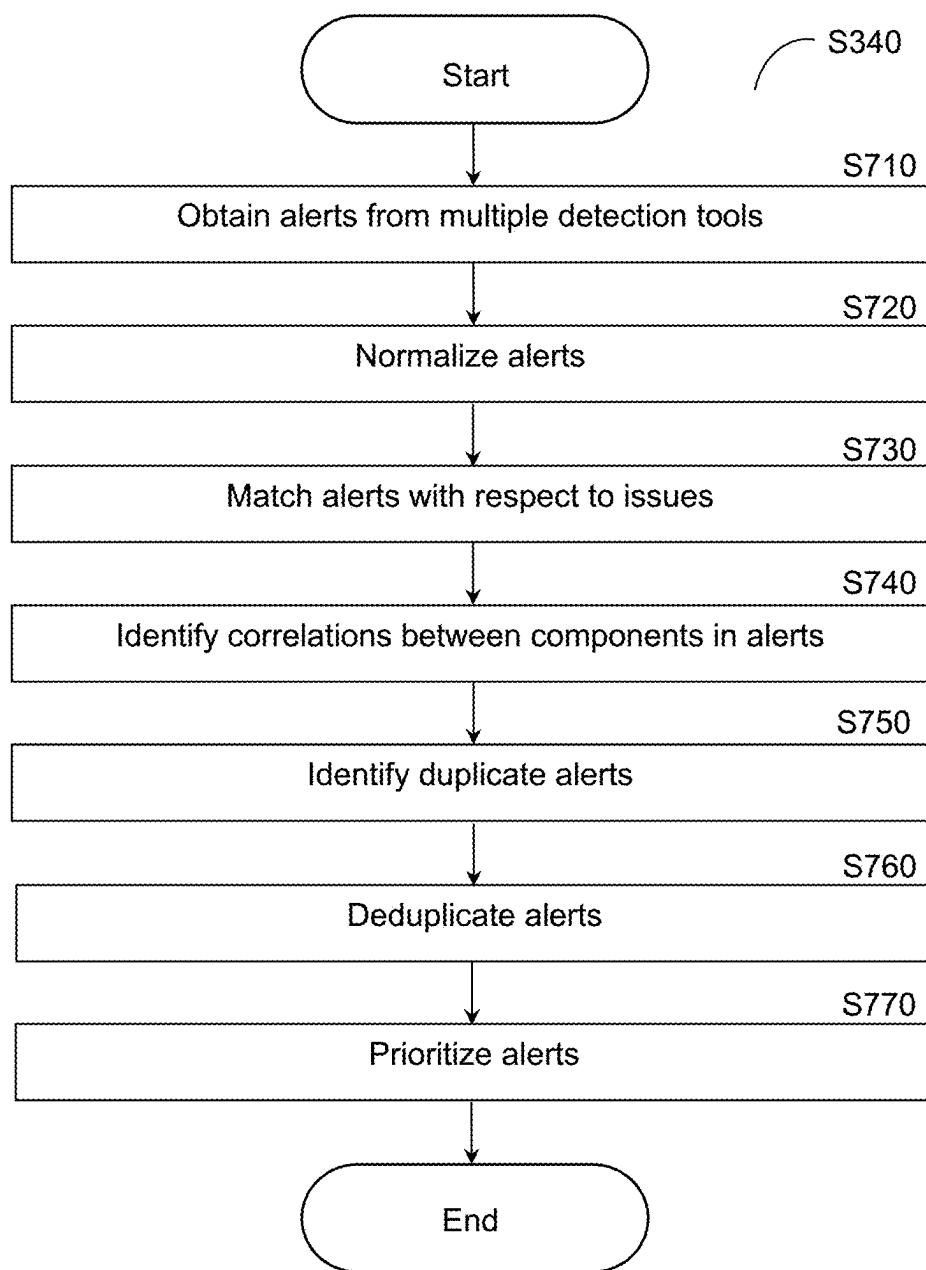 Start
S340
S710
Obtain alerts from multiple detection tools
S720
Normalize alerts
S730
Match alerts with respect to issues
S740
Identify correlations between components in alerts
S750
Identify duplicate alerts
S760
Deduplicate alerts
S770
Prioritize alerts
End